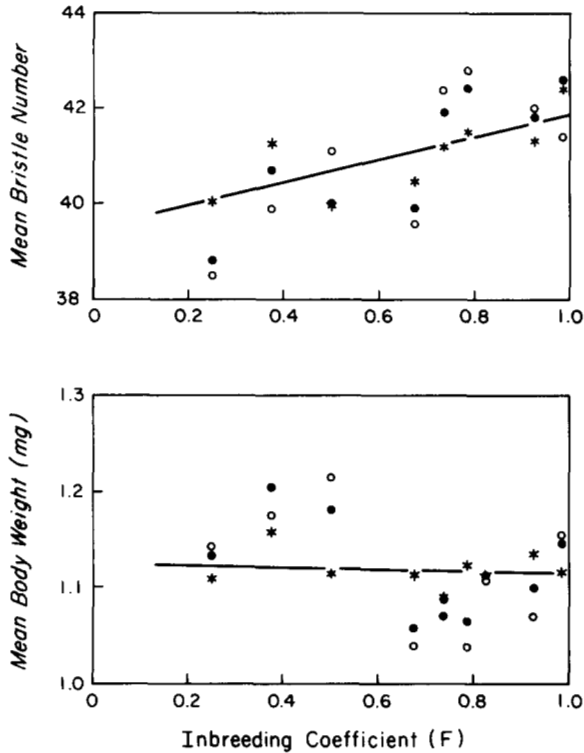 44
42
40
38
Mean Bristle Number
0 0.2 0.4 0.6 0.8 1.0
1.3
1.2
1.1
1.0
Mean Body Weight (mg)
0 0.2 0.4 0.6 0.8 1.0
Inbreeding Coefficient (F)